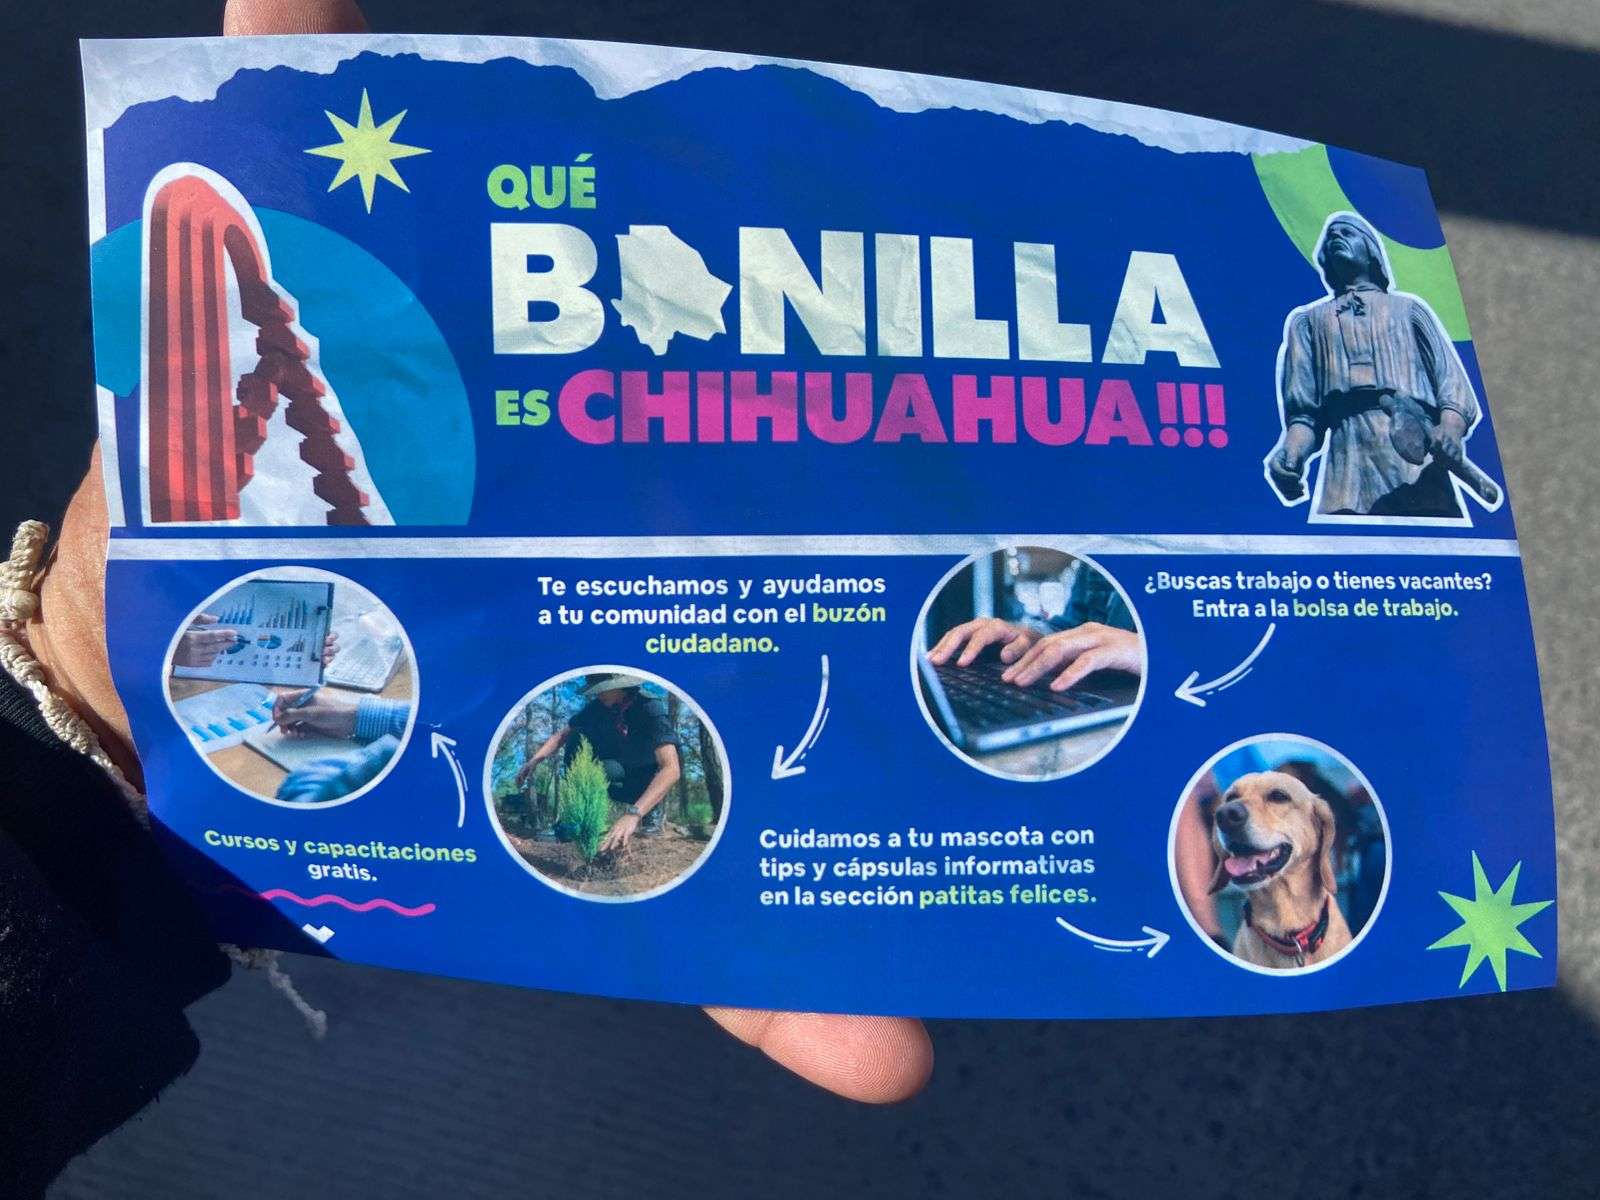 QUÉ
BONILLA
ES CHIHUAHUA!!!
Te escuchamos y ayudamos
a tu comunidad con el buzón
ciudadano.
¿Buscas trabajo o tienes vacantes?
Entra a la bolsa de trabajo.
Cursos y capacitaciones
gratis.
Cuidamos a tu mascota con
tips y cápsulas informativas
en la sección patitas felices.